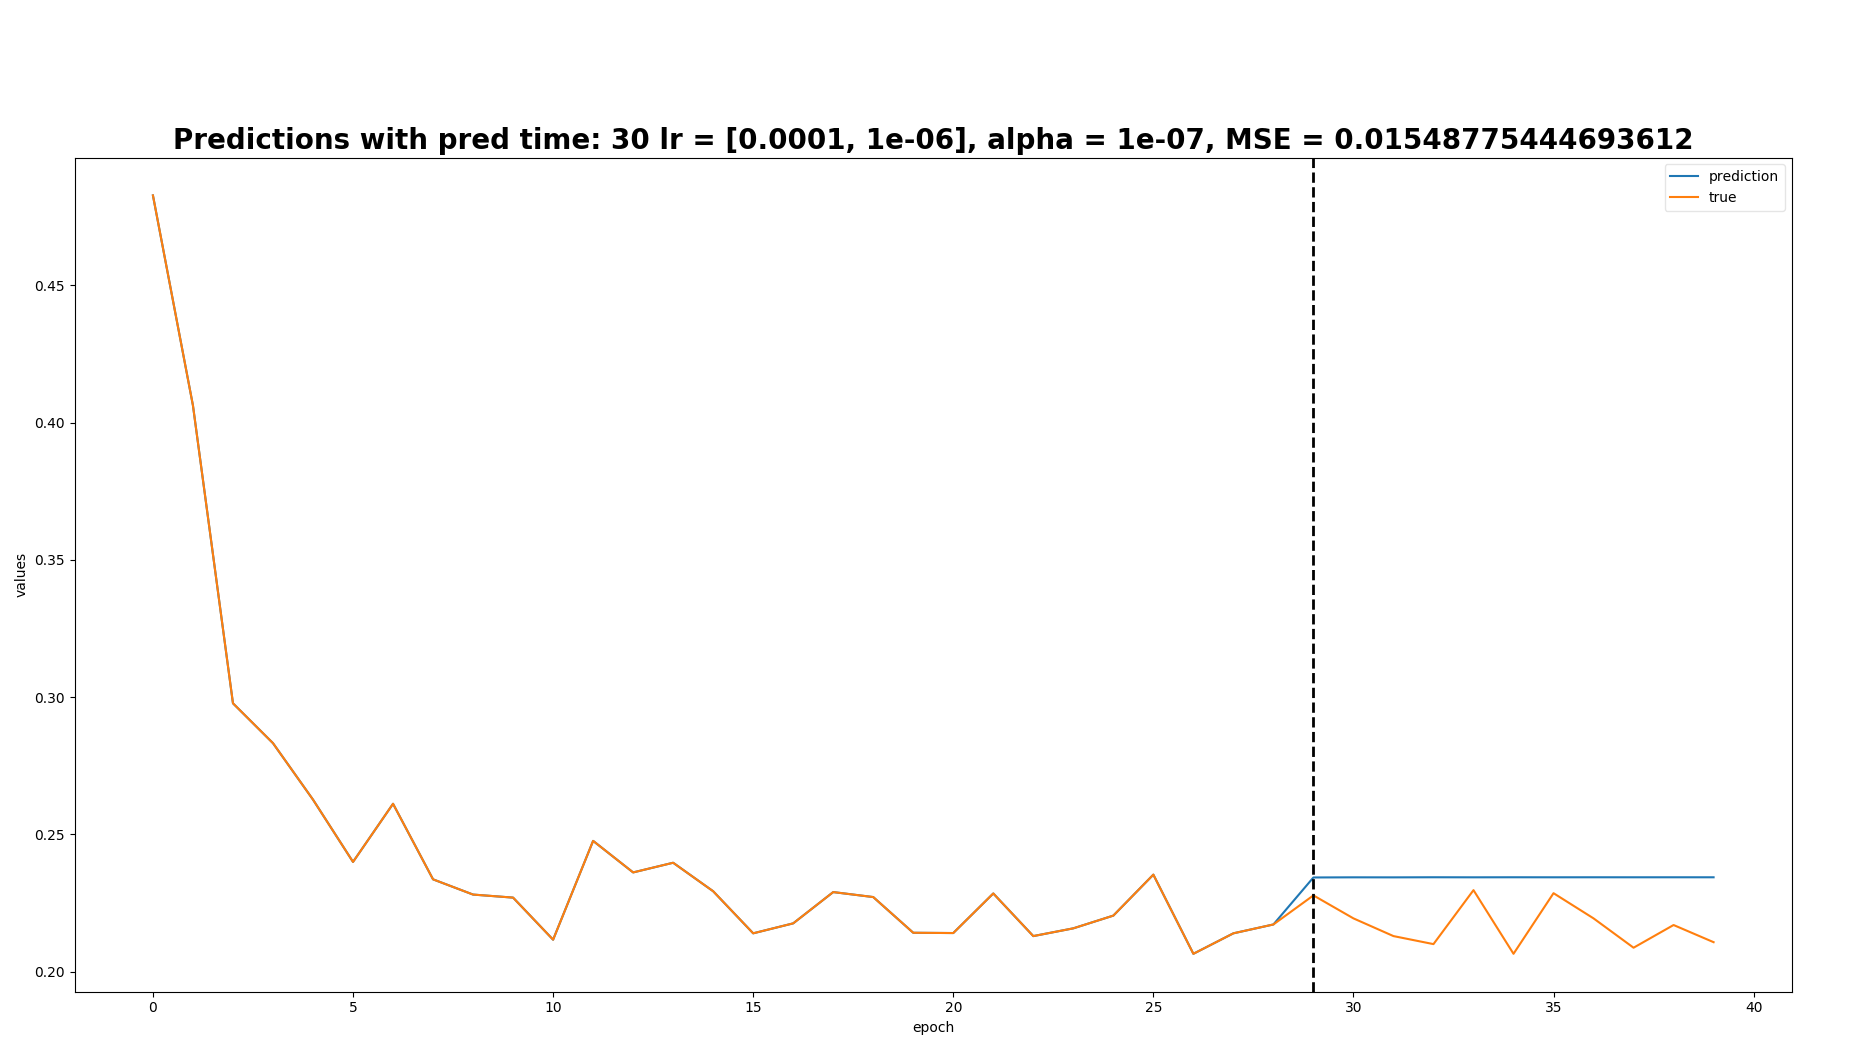 Predictions with pred time: 30 lr = [0.0001, 1e-06], alpha = 1e-07, MSE = 0.01548775444693612
prediction
true
0.45
0.40
0.35
0.30
0.25
0.20
values
0 5 10 15 20 25 30 35 40
epoch